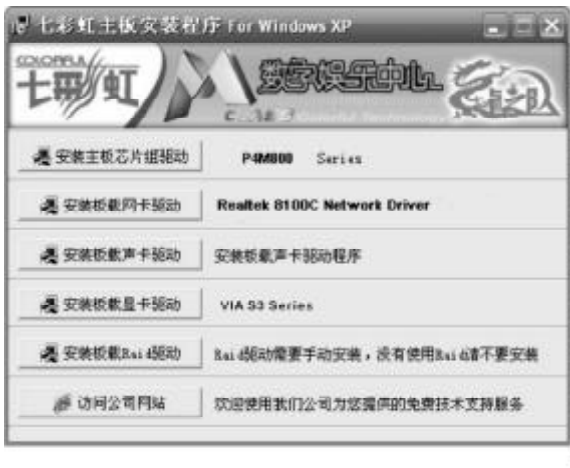 七彩虹主板安装程序 For Windows XP
COLORFUL
七彩虹
数字娱乐中心
之队
安装主板芯片组驱动 P4M800 Series
安装板载网卡驱动 Realtek 8100C Network Driver
安装板载声卡驱动 安装板载声卡驱动程序
安装板载显卡驱动 VIA S3 Series
安装板载Raid驱动 Raid驱动需要手动安装，没有使用Raid请不要安装
访问公司网站 欢迎使用我们公司为您提供的免费技术支持服务